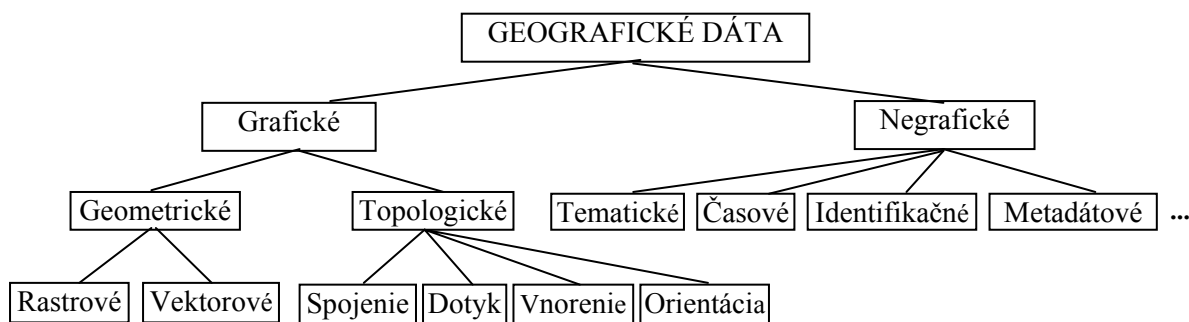 GEOGRAFICKÉ DÁTA
Grafické
Negrafické
Geometrické
Topologické
Tematické
Časové
Identifikačné
Metadátové
...
Rastrové
Vektorové
Spojenie
Dotyk
Vnorenie
Orientácia